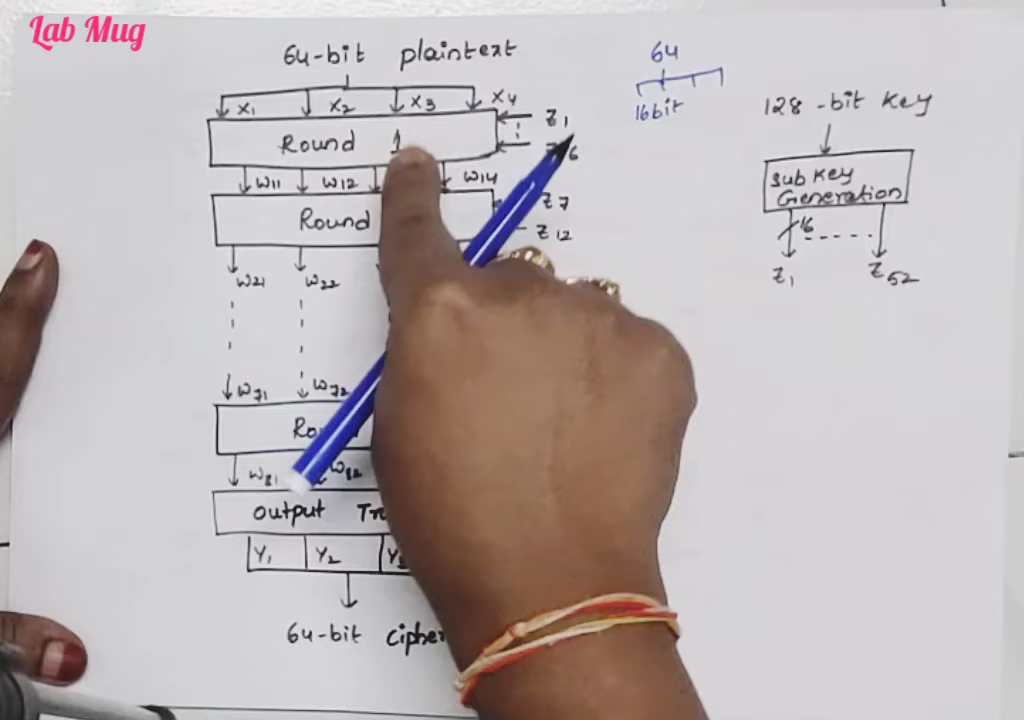 Lab Mug
64-bit plaintext
X1 X2 X3 X4
Round 1
Z1
W11 W12 W14
Round
Z7
Z12
W21 W22
W71 W72
W81 W82
output
Y1 Y2
64-bit
64
16bit
128-bit Key
Sub Key
Generation
16
Z1 Z52